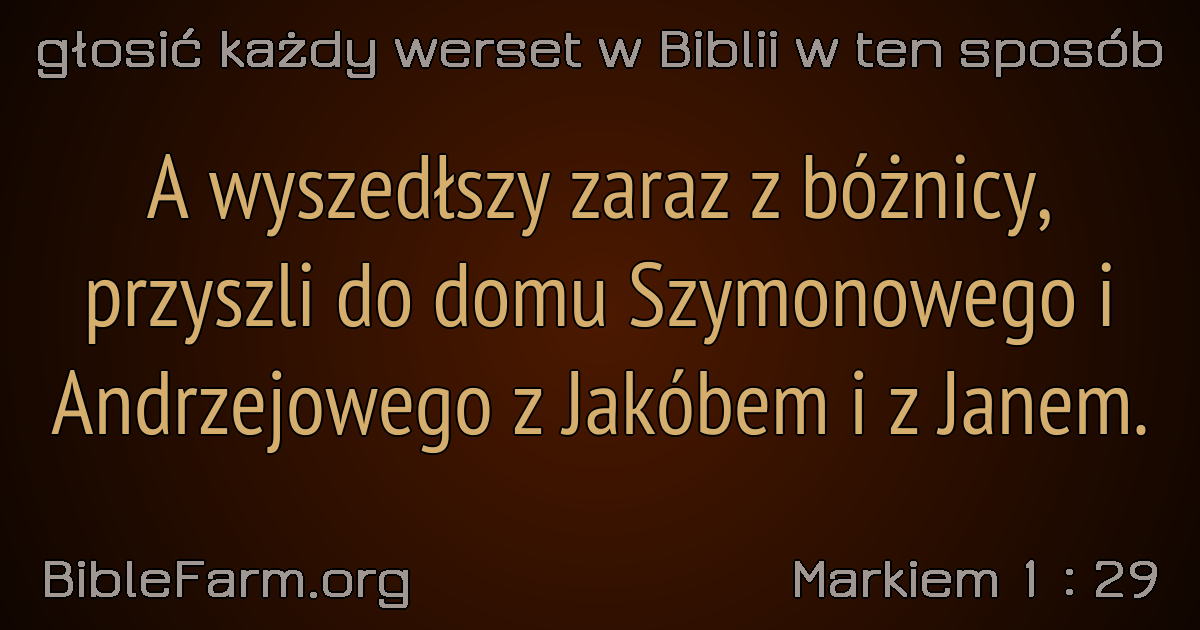 głosić każdy werset w Biblii w ten sposób
A wyszedłszy zaraz z bóżnicy,
przyszli do domu Szymonowego i
Andrzejowego z Jakóbem i z Janem.
BibleFarm.org
Markiem 1 : 29